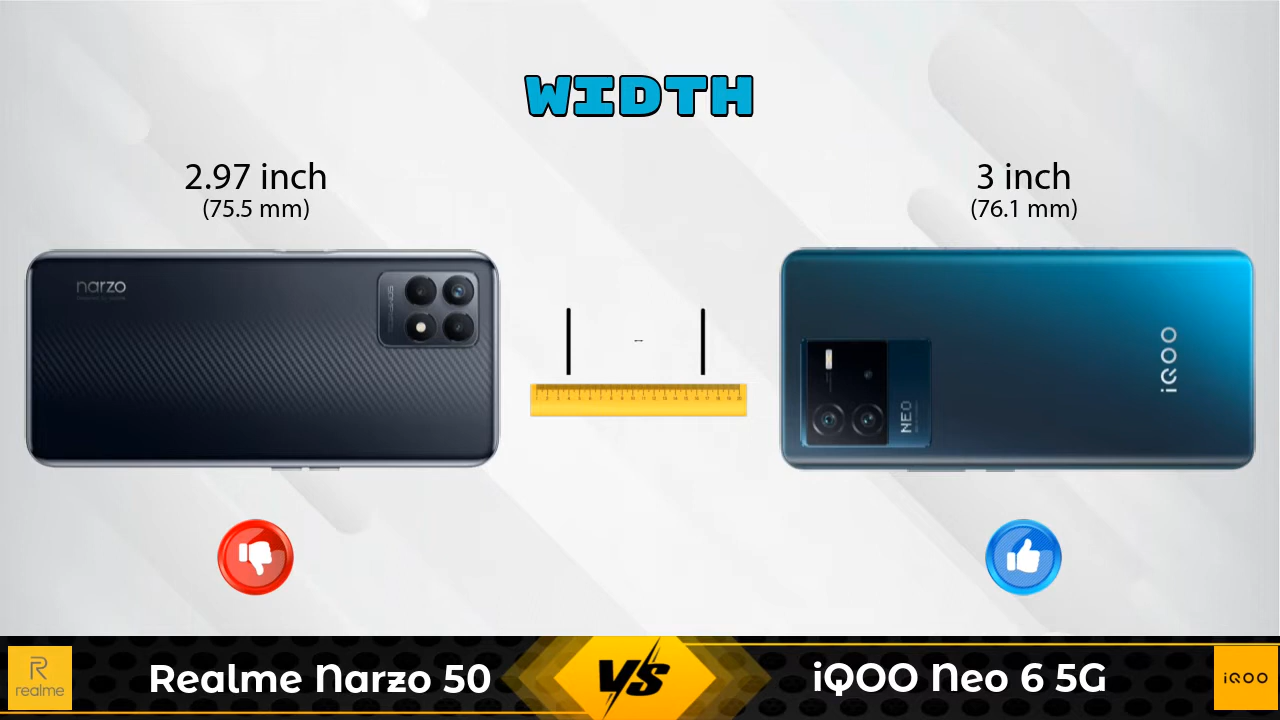 WIDTH
2.97 inch
(75.5 mm)
3 inch
(76.1 mm)
narzo
NEO
iQOO
Realme Narzo 50
VS
iQOO Neo 6 5G
R
realme
iQOO